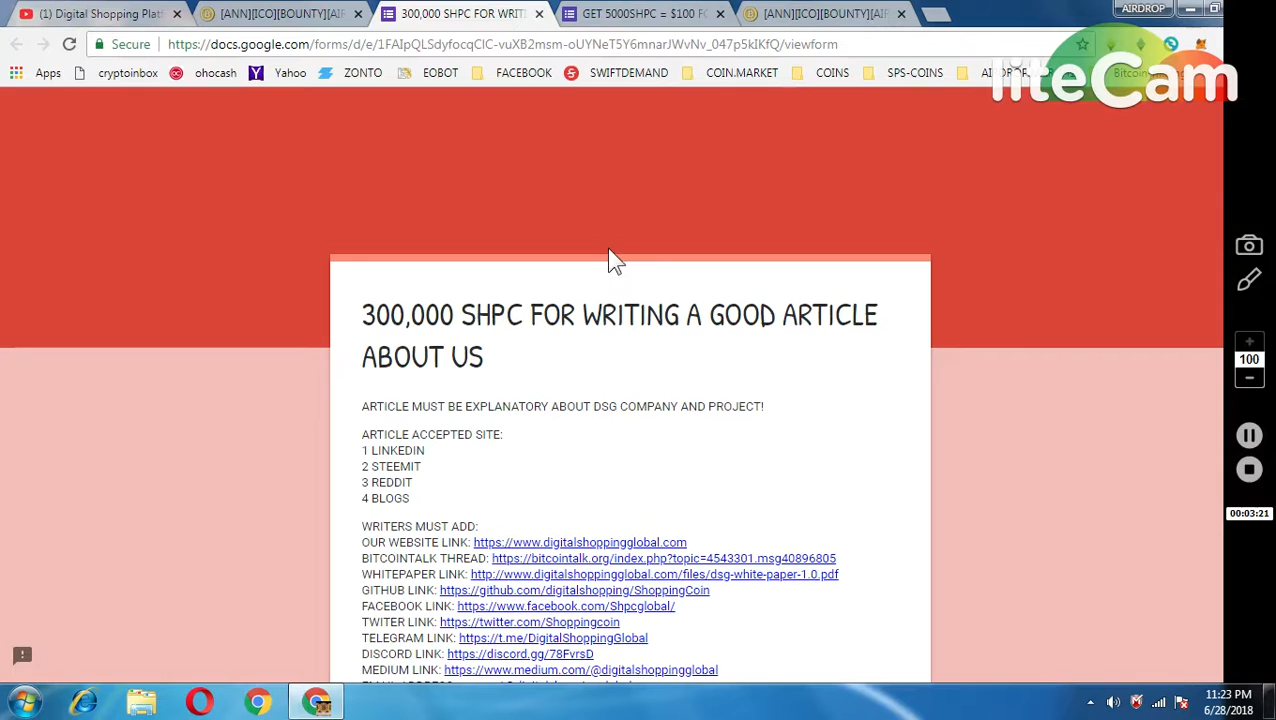 (1) Digital Shopping Plat
[ANN][ICO][BOUNTY][AI
300,000 SHPC FOR WRIT
GET 5000SHPC = $100 F
[ANN][ICO][BOUNTY][AI
AIRDROP
Secure
https://docs.google.com/forms/d/e/1FAIpQLSdyfccqCIC-vuXB2msm-oUYNeT5Y6mnarJWvNv_047p5kIKfQ/viewform
Apps cryptoinbox ohocash Yahoo EOBOT FACEBOOK SWIFTDEMAND COIN.MARKET COINS SPS-COINS
liteCam
300,000 SHPC FOR WRITING A GOOD ARTICLE
ABOUT US
ARTICLE MUST BE EXPLANATORY ABOUT DSG COMPANY AND PROJECT!
ARTICLE ACCEPTED SITE:
1 LINKEDIN
2 STEEMIT
3 REDDIT
4 BLOGS
WRITERS MUST ADD:
OUR WEBSITE LINK: https://www.digitalshoppingglobal.com
BITCOINTALK THREAD: https://bitcointalk.org/index.php?topic=4543301.msg40896805
WHITEPAPER LINK: http://www.digitalshoppingglobal.com/files/dsg-white-paper-1.0.pdf
GITHUB LINK: https://github.com/digitalshopping/ShoppingCoin
FACEBOOK LINK: https://www.facebook.com/Shpcglobal/
TWITER LINK: https://twitter.com/Shoppingcoin
TELEGRAM LINK: https://t.me/DigitalShoppingGlobal
DISCORD LINK: https://discord.gg/78FvrsD
MEDIUM LINK: https://www.medium.com/@digitalshoppingglobal
100
00:03:21
11:23 PM
6/28/2018